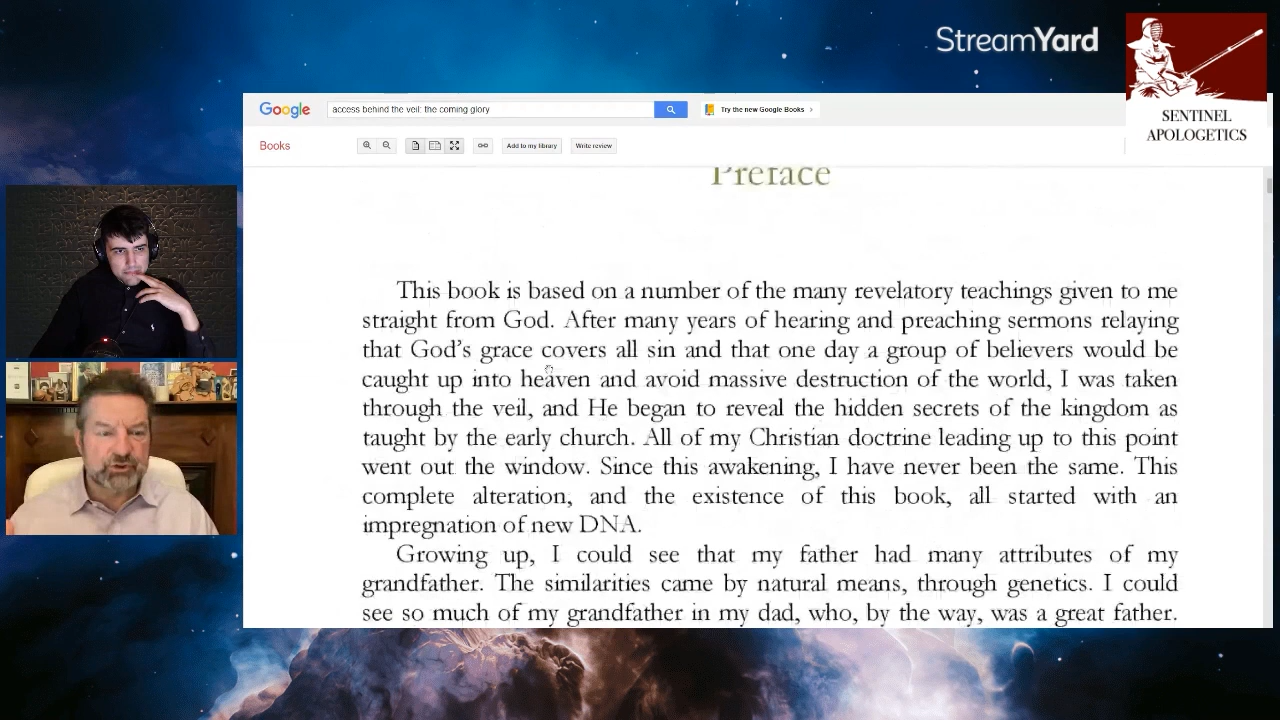 StreamYard
SENTINEL
APOLOGETICS
Google
access behind the veil: the coming glory
Try the new Google Books
Books
Add to my library
Write review
Preface
This book is based on a number of the many revelatory teachings given to me
straight from God. After many years of hearing and preaching sermons relaying
that God’s grace covers all sin and that one day a group of believers would be
caught up into heaven and avoid massive destruction of the world, I was taken
through the veil, and He began to reveal the hidden secrets of the kingdom as
taught by the early church. All of my Christian doctrine leading up to this point
went out the window. Since this awakening, I have never been the same. This
complete alteration, and the existence of this book, all started with an
impregnation of new DNA.
Growing up, I could see that my father had many attributes of my
grandfather. The similarities came by natural means, through genetics. I could
see so much of my grandfather in my dad, who, by the way, was a great father.